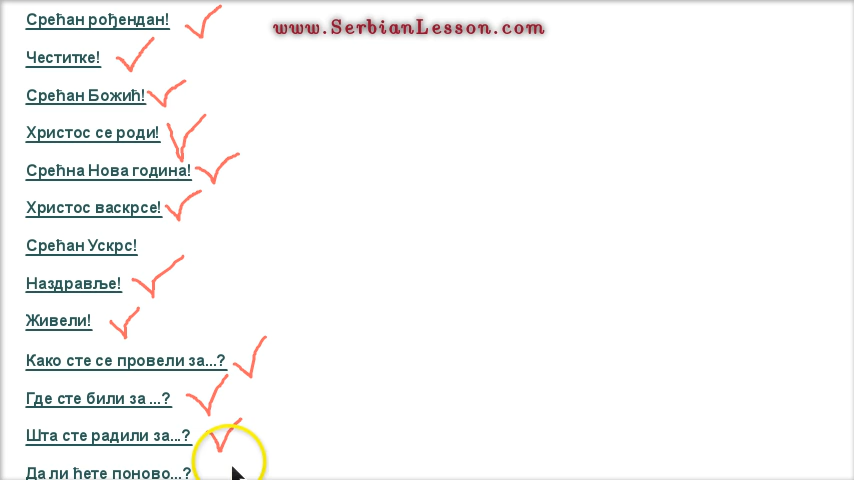 Срећан рођендан!
www.SerbianLesson.com
Честитке!
Срећан Божић!
Христос се роди!
Срећна Нова година!
Христос васкрсе!
Срећан Ускрс!
Наздравље!
Живели!
Како сте се провели за...?
Где сте били за ...?
Шта сте радили за...?
Да ли ћете поново...?